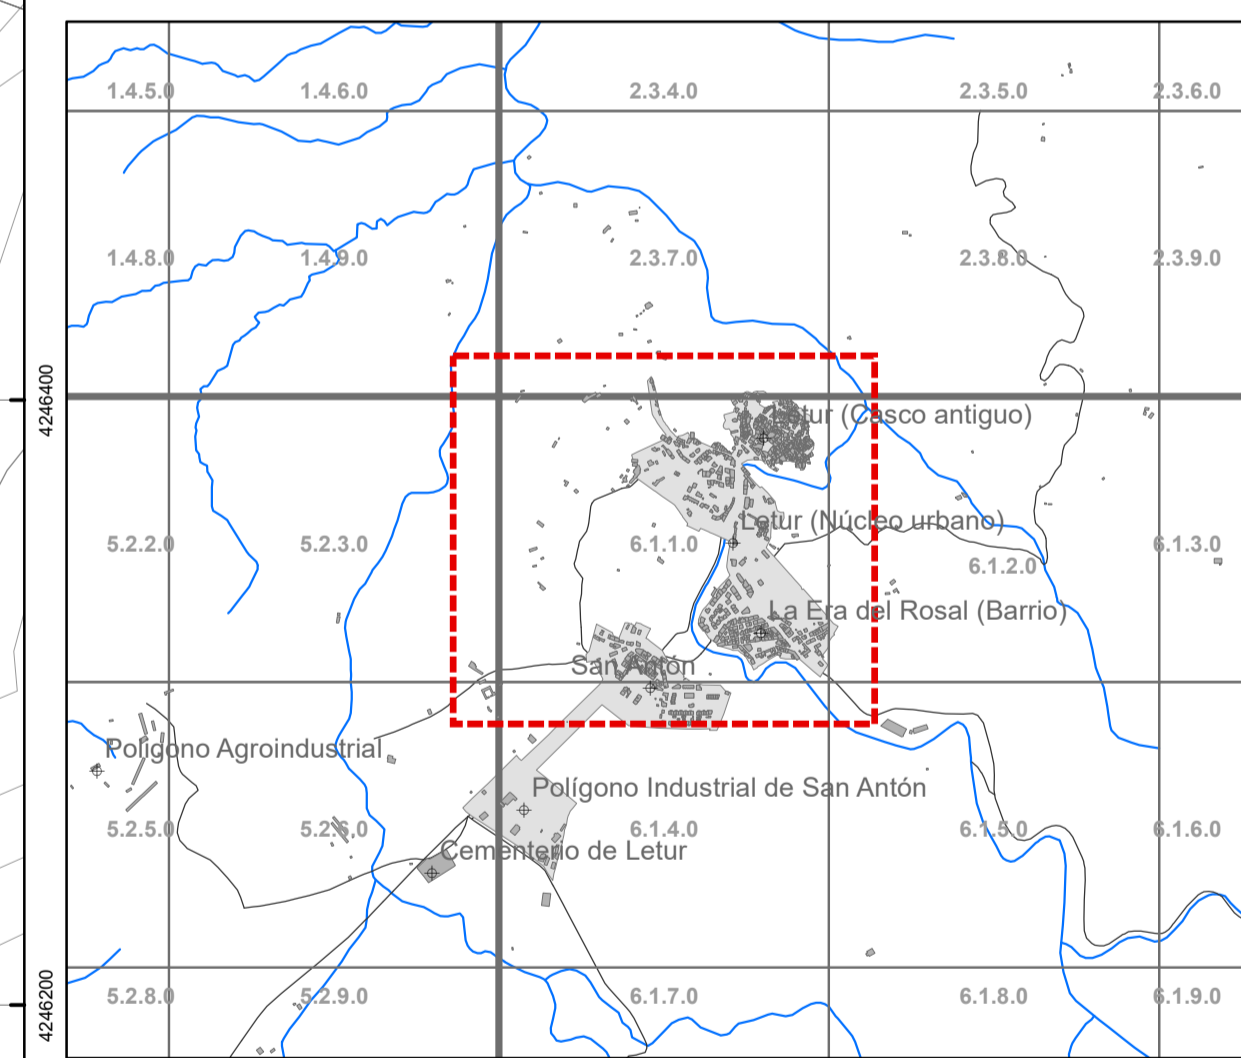 1.4.5.0 1.4.6.0 2.3.4.0 2.3.5.0 2.3.6.0
1.4.8.0 1.4.9.0 2.3.7.0 2.3.8.0 2.3.9.0
4246400
Letur (Casco antiguo)
Letur (Núcleo urbano)
5.2.2.0 5.2.3.0 6.1.1.0 6.1.3.0
6.1.2.0
La Era del Rosal (Barrio)
San Antón
Polígono Agroindustrial
Polígono Industrial de San Antón
5.2.5.0 5.2.6.0 6.1.4.0 6.1.5.0 6.1.6.0
Cementerio de Letur
5.2.8.0 5.2.9.0 6.1.7.0 6.1.8.0 6.1.9.0
4246200